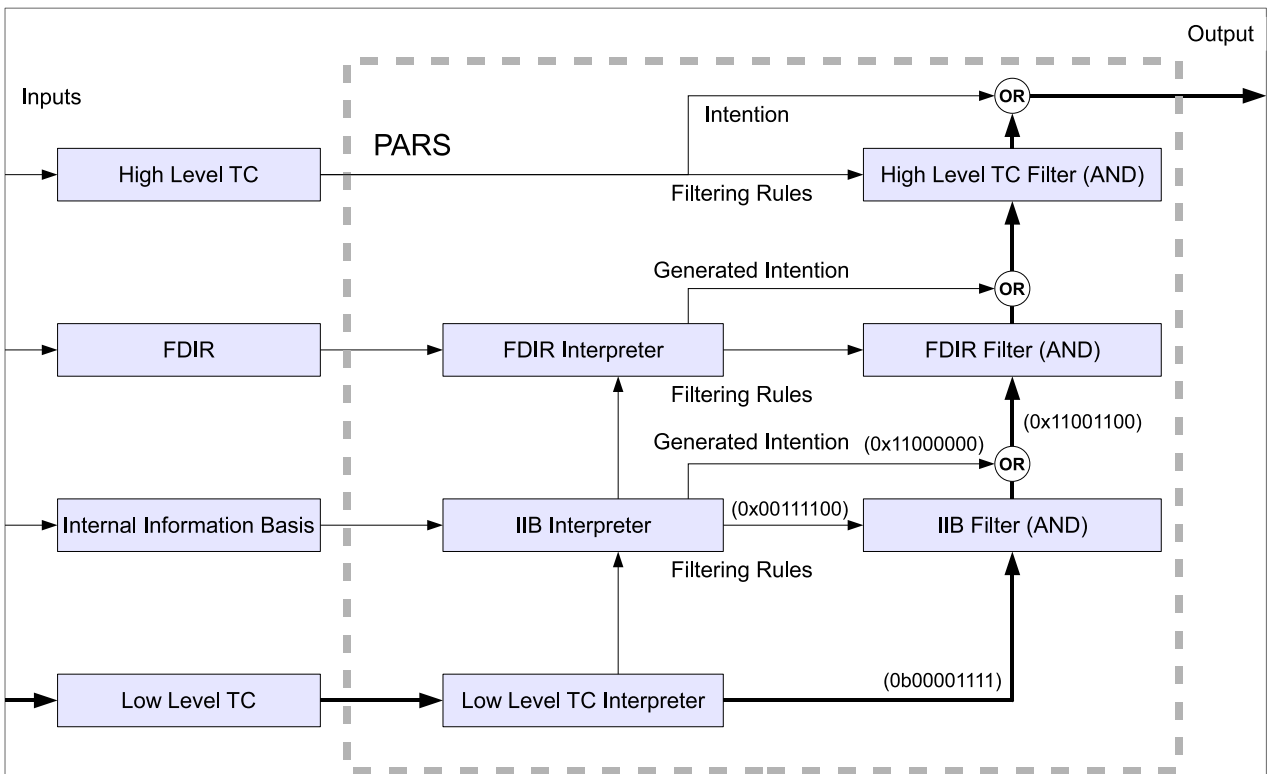 Output
Inputs
OR
Intention
PARS
High Level TC
High Level TC Filter (AND)
Filtering Rules
Generated Intention
OR
FDIR
FDIR Interpreter
FDIR Filter (AND)
Filtering Rules
(0x11001100)
Generated Intention
(0x11000000)
OR
Internal Information Basis
IIB Interpreter
(0x00111100)
IIB Filter (AND)
Filtering Rules
Low Level TC
Low Level TC Interpreter
(0b00001111)